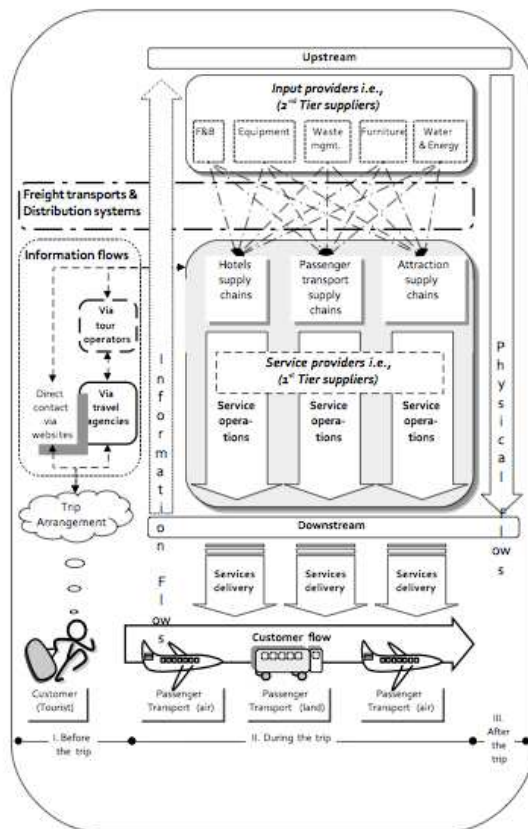 Upstream
Input providers i.e.,
(2nd Tier suppliers)
F&B
Equipment
Waste
mgmt.
Furniture
Water
& Energy
Freight transports &
Distribution systems
Information flows
Via
tour
operators
Direct
contact
via
websites
Via
travel
agencies
Trip
Arrangement
Information Flows
Hotels
supply
chains
Passenger
transport
supply
chains
Attraction
supply
chains
Service providers i.e.,
(1st Tier suppliers)
Service
opera-
tions
Service
opera-
tions
Service
opera-
tions
Physical Flows
Downstream
Services
delivery
Services
delivery
Services
delivery
Customer flow
Customer
(Tourist)
Passenger
Transport (air)
Passenger
Transport (land)
Passenger
Transport (air)
I. Before
the trip
II. During the trip
III.
After
the
trip